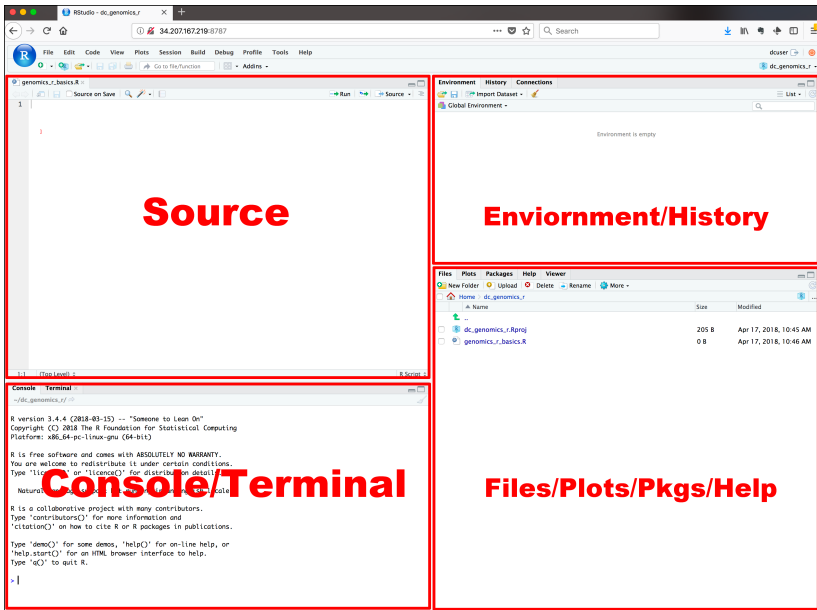 RStudio - dc_genomics_r
34.207.167.219:8787
Search
R
File Edit Code View Plots Session Build Debug Profile Tools Help
dcuser
Go to file/function
Addins
dc_genomics_r
genomics_r_basics.R
Source on Save
Run
Source
1
Source
1:1 (Top Level) R Script
Console Terminal
~/dc_genomics_r/
R version 3.4.4 (2018-03-15) -- "Someone to Lean On"
Copyright (C) 2018 The R Foundation for Statistical Computing
Platform: x86_64-pc-linux-gnu (64-bit)
R is free software and comes with ABSOLUTELY NO WARRANTY.
You are welcome to redistribute it under certain conditions.
Type 'license()' or 'licence()' for distribution details.
Console/Terminal
Natural
R is a collaborative project with many contributors.
Type 'contributors()' for more information and
'citation()' on how to cite R or R packages in publications.
Type 'demo()' for some demos, 'help()' for on-line help, or
'help.start()' for an HTML browser interface to help.
Type 'q()' to quit R.
>
Environment History Connections
Import Dataset
List
Global Environment
Environment is empty
Enviornment/History
Files Plots Packages Help Viewer
New Folder Upload Delete Rename More
Home dc_genomics_r
Name Size Modified
..
dc_genomics_r.Rproj 205 B Apr 17, 2018, 10:45 AM
genomics_r_basics.R 0 B Apr 17, 2018, 10:46 AM
Files/Plots/Pkgs/Help